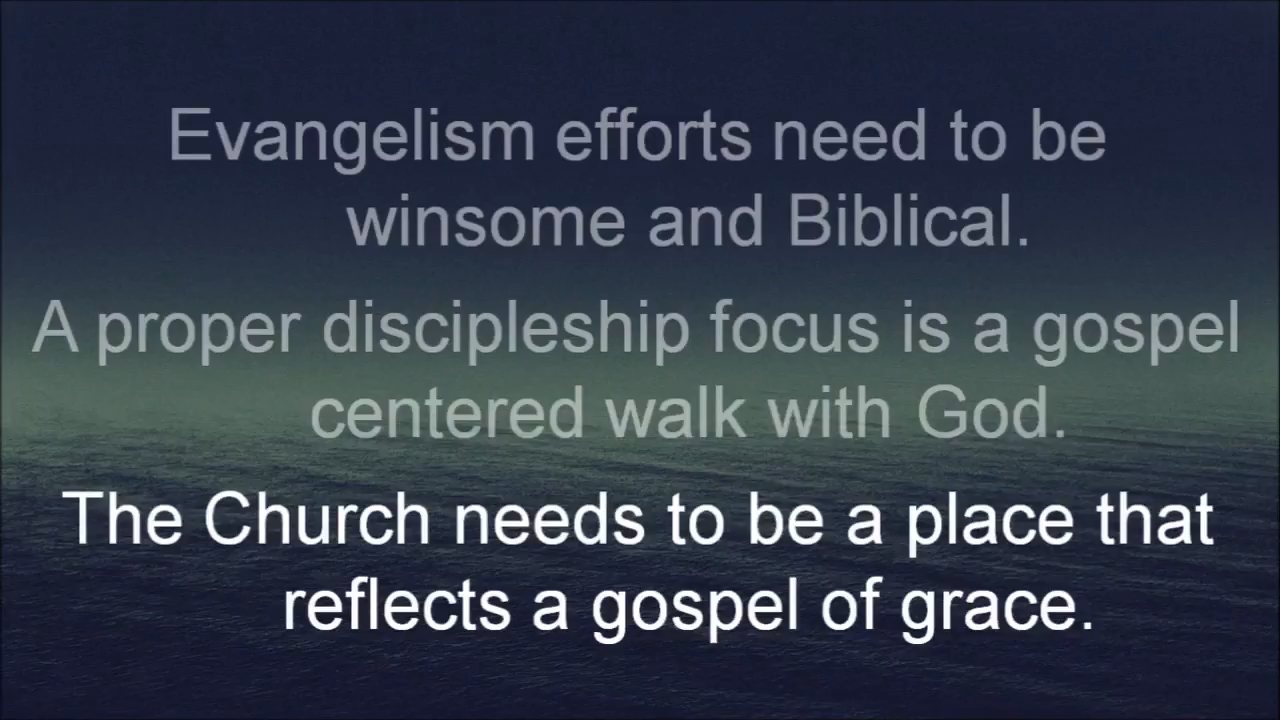 Evangelism efforts need to be
winsome and Biblical.
A proper discipleship focus is a gospel
centered walk with God.
The Church needs to be a place that
reflects a gospel of grace.